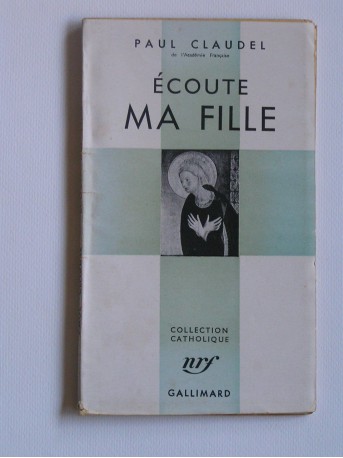 PAUL CLAUDEL
de l'Académie Française
ÉCOUTE
MA FILLE
COLLECTION
CATHOLIQUE
nrf
GALLIMARD